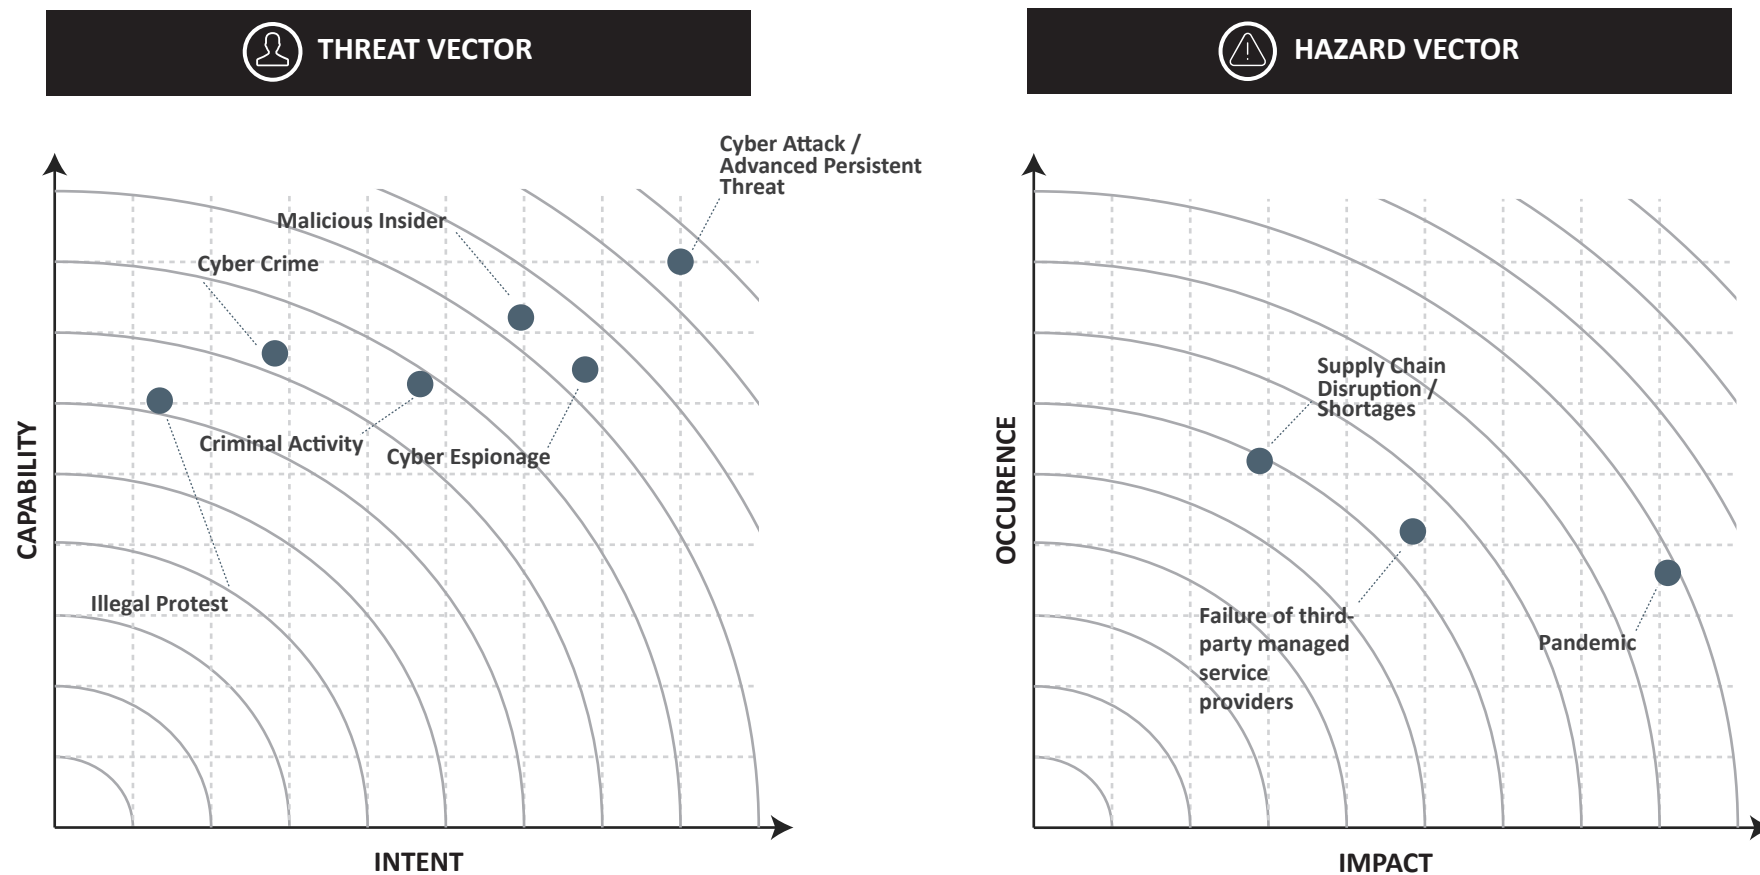 THREAT VECTOR
Cyber Attack /
Advanced Persistent
Threat
Malicious Insider
Cyber Crime
Criminal Activity
Cyber Espionage
Illegal Protest
CAPABILITY
INTENT
HAZARD VECTOR
Supply Chain
Disruption /
Shortages
Failure of third-
party managed
service
providers
Pandemic
OCCURENCE
IMPACT